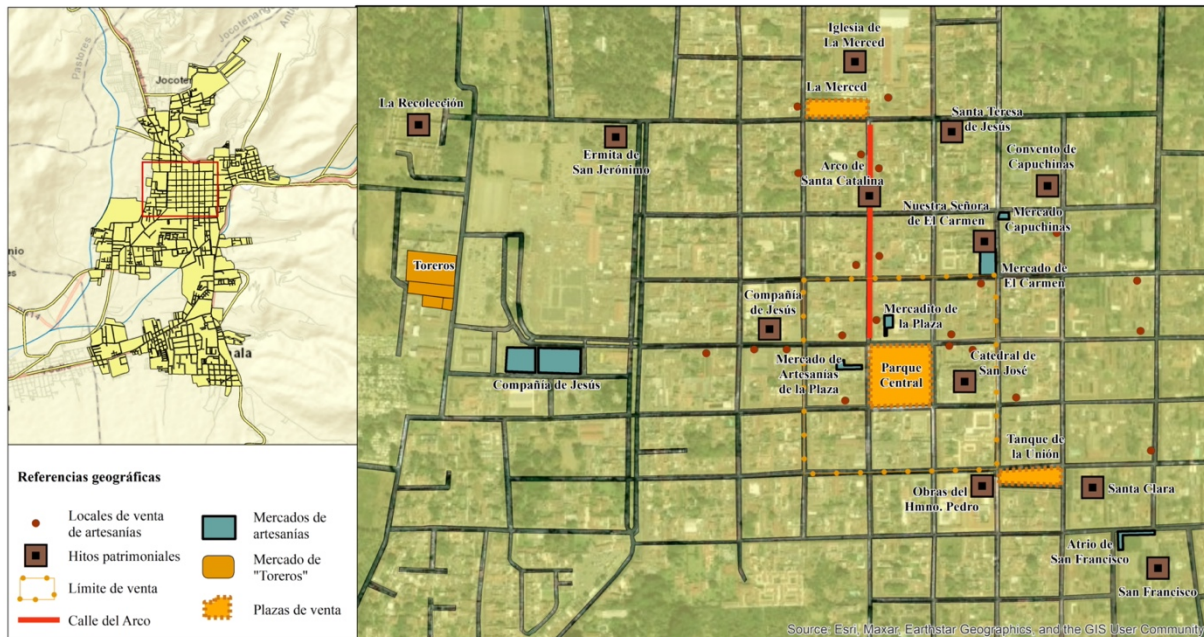 Pastores
Jocotenango
Jocoten
nio
es
ala
a
Referencias geográficas
Locales de venta
de artesanías
Hitos patrimoniales
Límite de venta
Calle del Arco
Mercados de
artesanías
Mercado de
"Toreros"
Plazas de venta
Iglesia de
La Merced
La Merced
La Recolección
Ermita de
San Jerónimo
Santa Teresa
de Jesús
Arco de
Santa Catalina
Convento de
Capuchinas
Nuestra Señora
de El Carmen
Mercado
Capuchinas
Toreros
Mercado de
El Carmen
Compañía
de Jesús
Mercadito de
la Plaza
Compañía de Jesús
Mercado de
Artesanías
de la Plaza
Parque
Central
Catedral de
San José
Tanque de
la Unión
Obras del
Hmno. Pedro
Santa Clara
Atrio de
San Francisco
San Francisco
Source: Esri, Maxar, Earthstar Geographics, and the GIS User Community